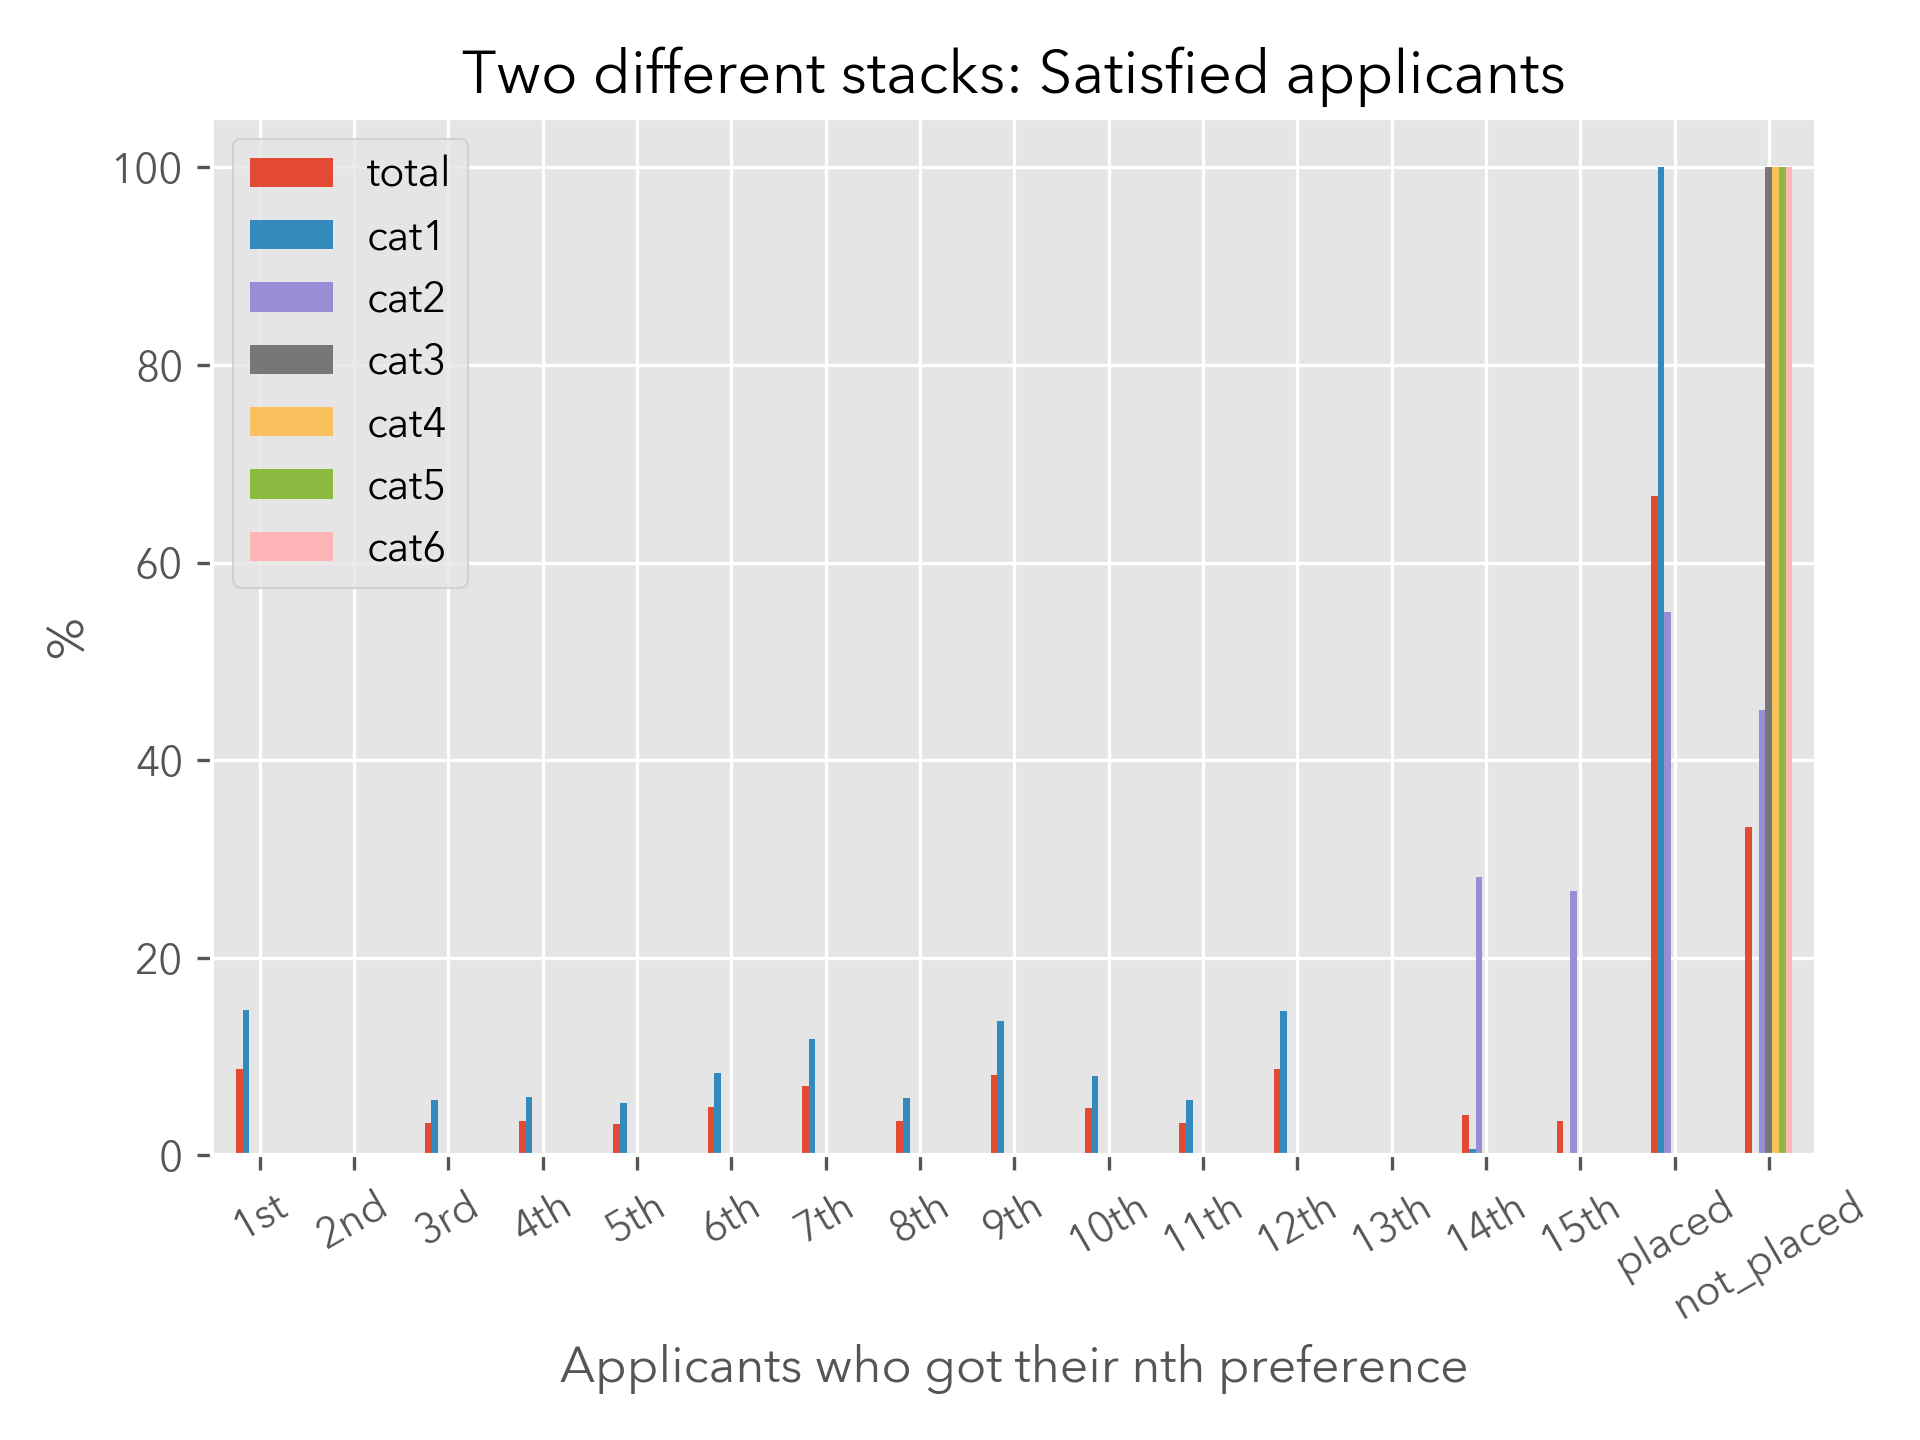 Two different stacks: Satisfied applicants
total
cat1
cat2
cat3
cat4
cat5
cat6
100
80
60
40
20
0
%
1st 2nd 3rd 4th 5th 6th 7th 8th 9th 10th 11th 12th 13th 14th 15th placed not_placed
Applicants who got their nth preference